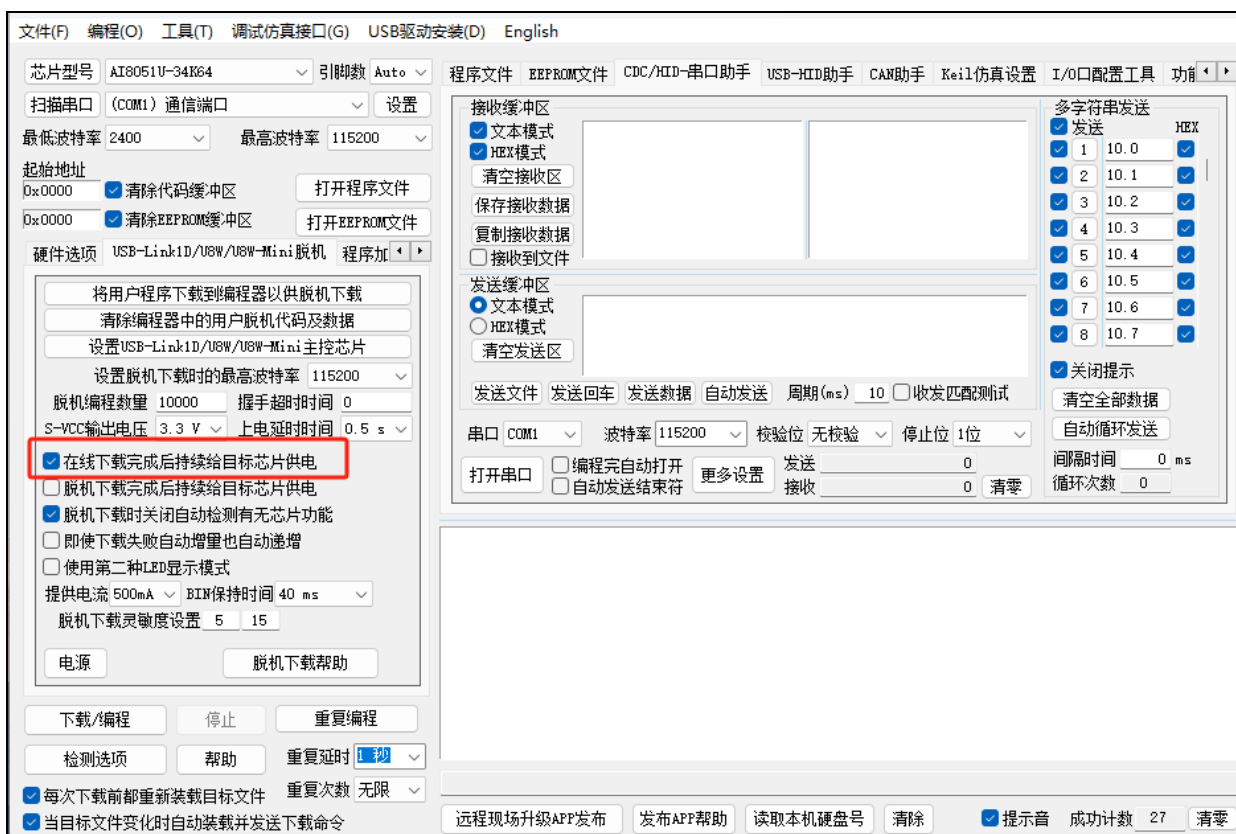 文件(F) 编程(O) 工具(T) 调试仿真接口(G) USB驱动安装(D) English
芯片型号 AI8051U-34K64 引脚数 Auto
扫描串口 (COM1) 通信端口 设置
最低波特率 2400 最高波特率 115200
起始地址
0x0000 清除代码缓冲区 打开程序文件
0x0000 清除EEPROM缓冲区 打开EEPROM文件
硬件选项 USB-Link1D/U8W/U8W-Mini脱机 程序加
将用户程序下载到编程器以供脱机下载
清除编程器中的用户脱机代码及数据
设置USB-Link1D/U8W/U8W-Mini主控芯片
设置脱机下载时的最高波特率 115200
脱机编程数量 10000 握手超时时间 0
S-VCC输出电压 3.3 V 上电延时时间 0.5 s
在线下载完成后持续给目标芯片供电
脱机下载完成后持续给目标芯片供电
脱机下载时关闭自动检测有无芯片功能
即使下载失败自动增量也自动递增
使用第二种LED显示模式
提供电流 500mA BIN保持时间 40 ms
脱机下载灵敏度设置 5 15
电源 脱机下载帮助
下载/编程 停止 重复编程
检测选项 帮助 重复延时 1 秒
每次下载前都重新装载目标文件 重复次数 无限
当目标文件变化时自动装载并发送下载命令
程序文件 EEPROM文件 CDC/HID-串口助手 USB-HID助手 CAN助手 Keil仿真设置 I/O口配置工具
接收缓冲区
文本模式
HEX模式
清空接收区
保存接收数据
复制接收数据
接收到文件
发送缓冲区
文本模式
HEX模式
清空发送区
发送文件 发送回车 发送数据 自动发送 周期(ms) 10 收发匹配测试
串口 COM1 波特率 115200 校验位 无校验 停止位 1位
打开串口 编程完自动打开 更多设置 发送 0
自动发送结束符 接收 0 清零
多字符串发送
发送 HEX
1 10.0
2 10.1
3 10.2
4 10.3
5 10.4
6 10.5
7 10.6
8 10.7
关闭提示
清空全部数据
自动循环发送
间隔时间 0 ms
循环次数 0
远程现场升级APP发布 发布APP帮助 读取本机硬盘号 清除 提示音 成功计数 27 清零